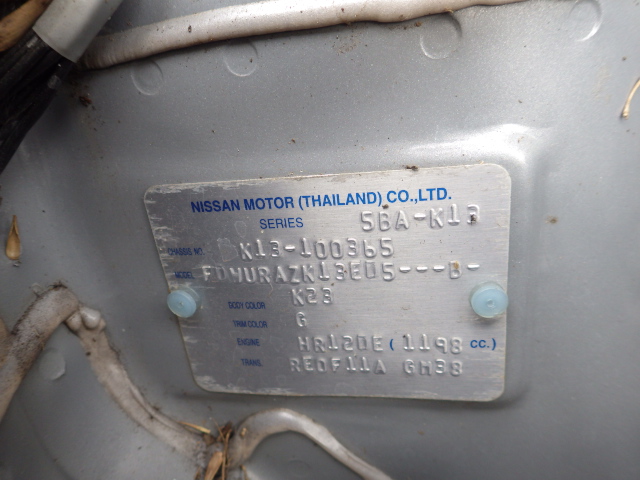 NISSAN MOTOR (THAILAND) CO.,LTD.
SERIES 5BA-K13
CHASSIS NO. K13-100365
MODEL FDMURAZK13EU5---B-
BODY COLOR K23
TRIM COLOR G
ENGINE HR12DE (1198 CC.)
TRANS. RE0F11A GH38